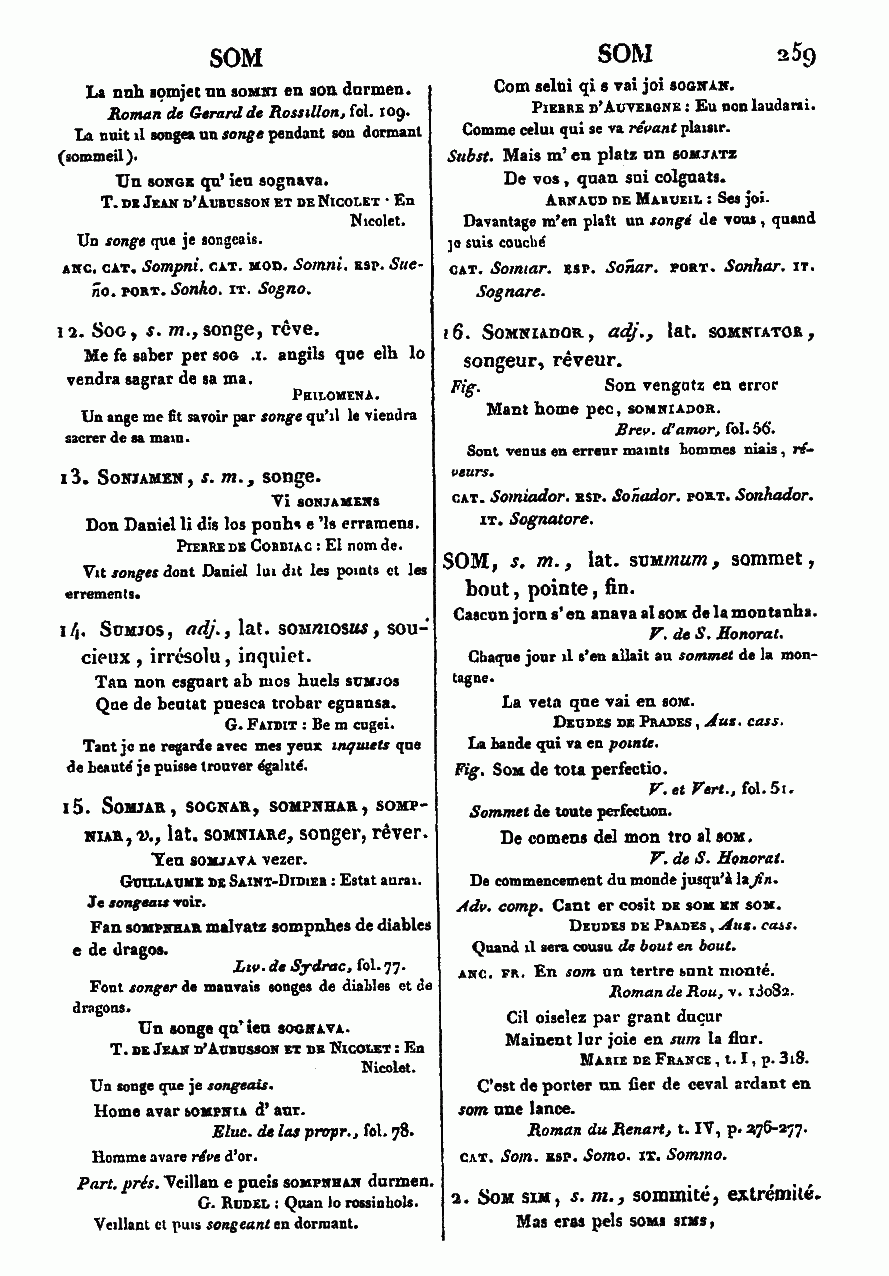 SOM
SOM 259
La nuh somjet un SOMNI en son durmen.
Roman de Gerard de Rossillon, fol. 109.
La nuit il songea un songe pendant son dormant
(sommeil).
Un SONGE qu' ieu sognava.
T. DE JEAN D'AUBUSSON ET DE NICOLET : En
Nicolet.
Un songe que je songeais.
ANC. CAT. Sompni. CAT. MOD. Somni. ESP. Sue-
ño. PORT. Sonho. IT. Sogno.
12. SOG, s. m., songe, rêve.
Me fe saber per SOG .I. angils que elh lo
vendra sagrar de sa ma.
PHILOMENA.
Un ange me fit savoir par songe qu'il le viendra
sacrer de sa main.
13. SONJAMEN, s. m., songe.
Vi SONJAMENS
Don Daniel li dis los ponhs e 'ls erramens.
PIERRE DE CORBIAC : El nom de.
Vit songes dont Daniel lui dit les points et les
errements.
14. SUMJOS, adj., lat. SOMNIOSUS, sou-
cieux, irrésolu, inquiet.
Tan non esguart ab mos huels SUMJOS
Que de beutat puesca trobar eguansa.
G. FAIDIT : Be m cugei.
Tant je ne regarde avec mes yeux inquiets que
de beauté je puisse trouver égalité.
15. SOMJAR, SOGNAR, SOMPNHAR, SOMP-
NIAR, v., lat. SOMNIARe, songer, rêver.
Yeu SOMJAVA vezer.
GUILLAUME DE SAINT-DIDIER : Estat aurai.
Je songeais voir.
Fan SOMPNHAR malvatz sompnhes de diables
e de dragos.
Liv. de Sydrac, fol. 77.
Font songer de mauvais songes de diables et de
dragons.
Un songe qu' ieu SOGNAVA.
T. DE JEAN D'AUBUSSON ET DE NICOLET : En
Nicolet.
Un songe que je songeais.
Home avar SOMPNIA d' aur.
Eluc. de las propr., fol. 78.
Homme avare rêve d'or.
Part. prés. Veillan e pueis SOMPNHAN durmen.
G. RUDEL : Quan lo rossinhols.
Veillant et puis songeant en dormant.
Com selui qi s vai joi SOGNAN.
PIERRE D'AUVERGNE : Eu non laudarai.
Comme celui qui se va rêvant plaisir.
Subst. Mais m' en platz un SOMJATZ
De vos, quan sui colguats.
ARNAUD DE MARUEIL : Ses joi.
Davantage m'en plaît un songé de vous, quand
je suis couché
CAT. Somiar. ESP. Soñar. PORT. Sonhar. IT.
Sognare.
16. SOMNIADOR, adj., lat. SOMNIATOR,
songeur, rêveur.
Fig. Son vengutz en error
Mant home pec, SOMNIADOR.
Brev. d'amor, fol. 56.
Sont venus en erreur maints hommes niais, rê-
veurs.
CAT. Somiador. ESP. Soñador. PORT. Sonhador.
IT. Sognatore.
SOM, s. m., lat. SUMmum, sommet,
bout, pointe, fin.
Cascun jorn s' en anava al SOM de la montanha.
V. de S. Honorat.
Chaque jour il s'en allait au sommet de la mon-
tagne.
La veta que vai en SOM.
DEUDES DE PRADES, Aus. cass.
La bande qui va en pointe.
Fig. SOM de tota perfectio.
V. et Vert., fol. 51.
Sommet de toute perfection.
De comens del mon tro al SOM.
V. de S. Honorat.
De commencement du monde jusqu'à la fin.
Adv. comp. Cant er cosit DE SOM EN SOM.
DEUDES DE PRADES, Aus. cass.
Quand il sera cousu de bout en bout.
ANC. FR. En som un tertre sunt monté.
Roman de Rou, v. 13082.
Cil oiselez par grant duçur
Mainent lur joie en sum la flur.
MARIE DE FRANCE, t. I, p. 318.
C'est de porter un fier de ceval ardant en
som une lance.
Roman du Renart, t. IV, p. 276-277.
CAT. Som. ESP. Somo. IT. Sommo.
2. SOM SIM, s. m., sommité, extrémité.
Mas eras pels SOMS SIMS,